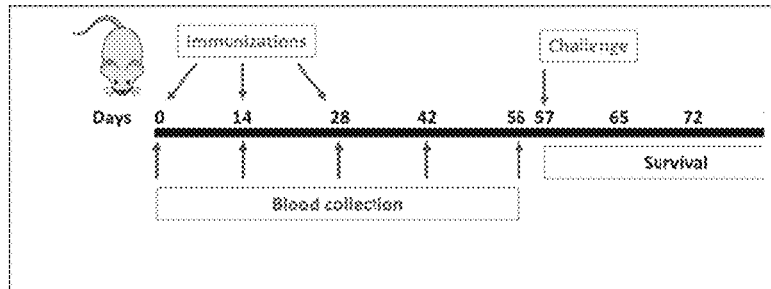 Immunizations
Challenge
Days 0 14 28 42 56 57 65 72
Survival
Blood collection